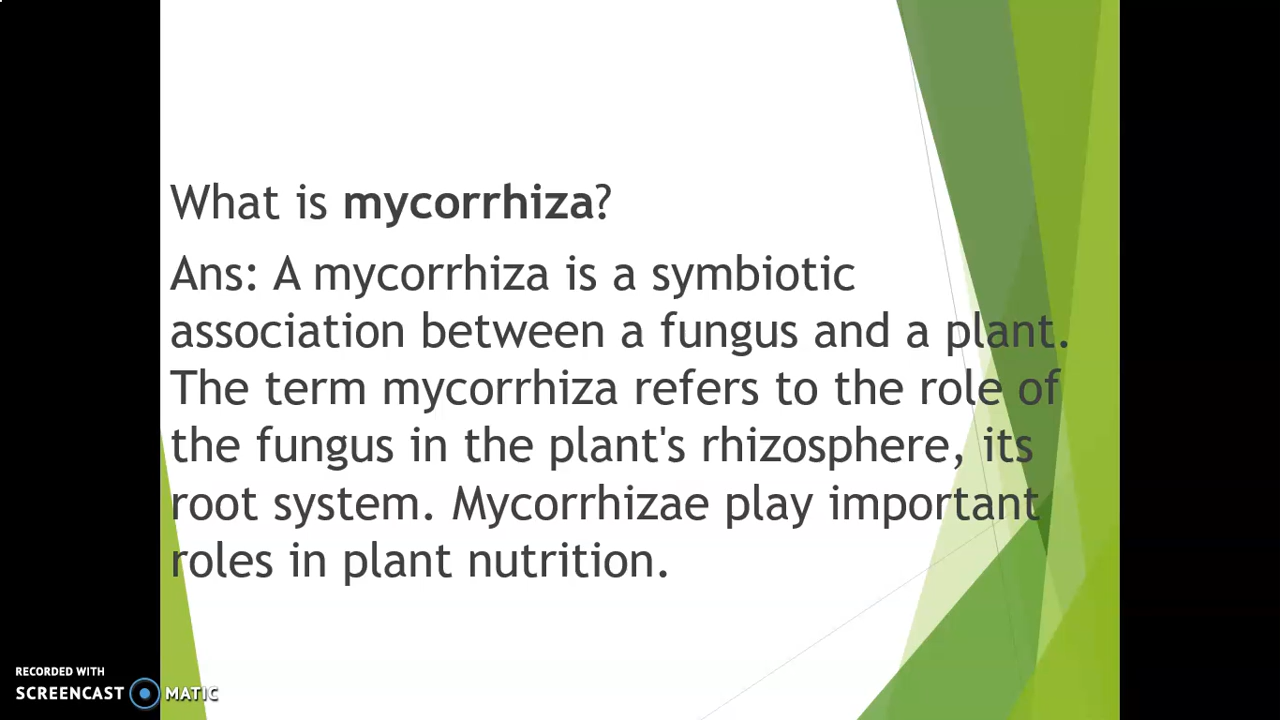 What is mycorrhiza?
Ans: A mycorrhiza is a symbiotic
association between a fungus and a plant.
The term mycorrhiza refers to the role of
the fungus in the plant's rhizosphere, its
root system. Mycorrhizae play important
roles in plant nutrition.
RECORDED WITH
SCREENCAST MATIC